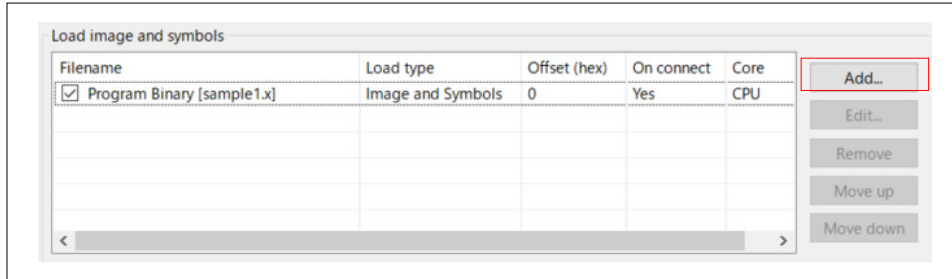 Load image and symbols
Filename Load type Offset (hex) On connect Core
Program Binary [sample1.x] Image and Symbols 0 Yes CPU
Add...
Edit...
Remove
Move up
Move down